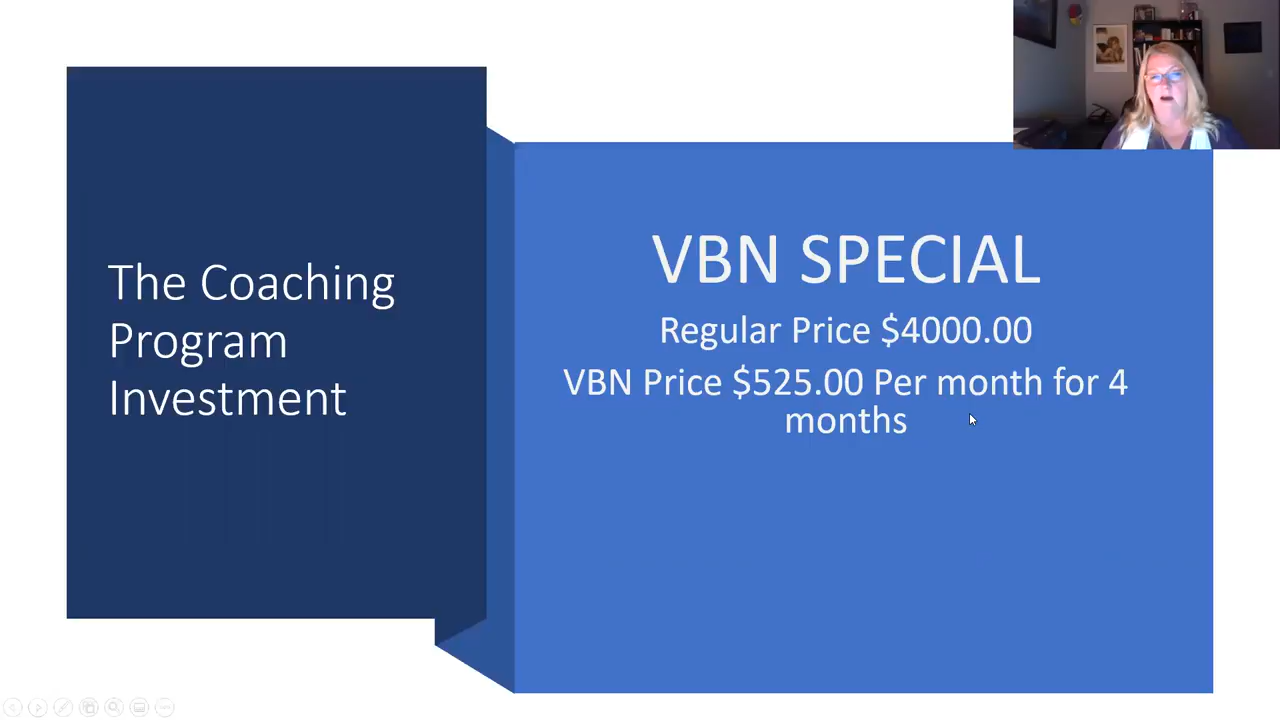 The Coaching
Program
Investment
VBN SPECIAL
Regular Price $4000.00
VBN Price $525.00 Per month for 4
months